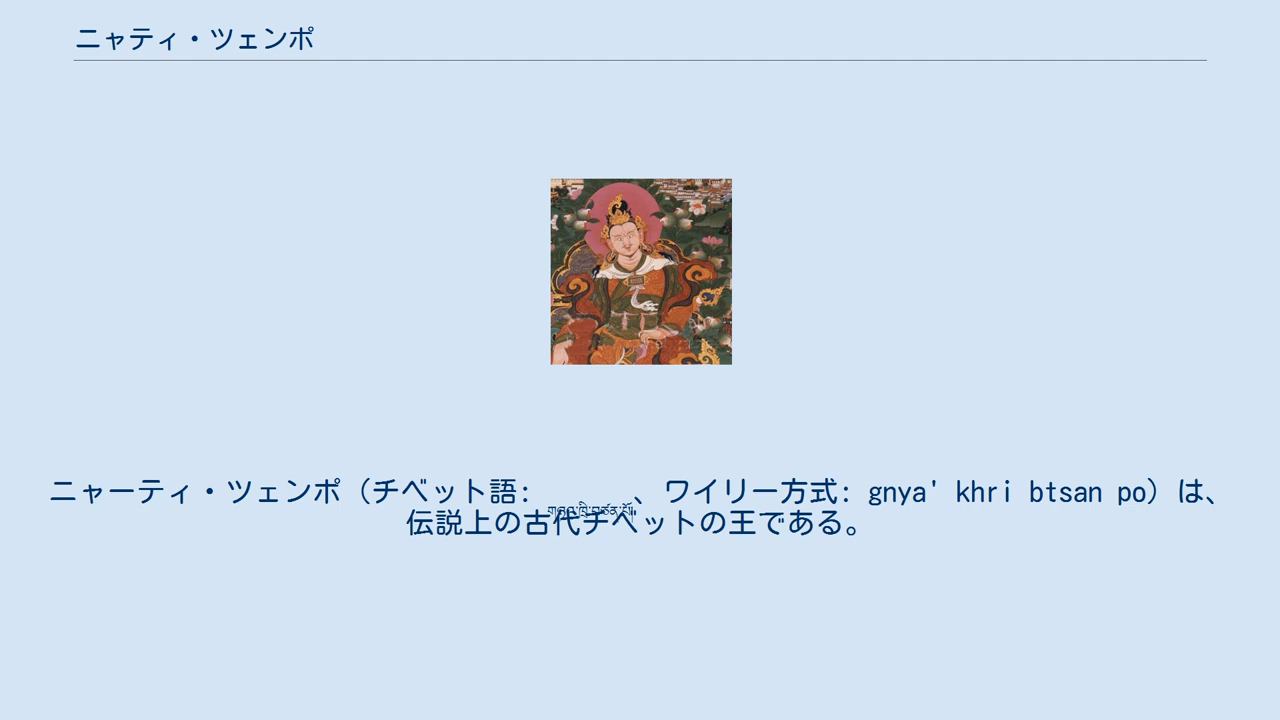 ニャティ・ツェンポ
ニャーティ・ツェンポ（チベット語: གཉའ་ཁྲི་བཙན་པོ།、ワイリー方式: gnya' khri btsan po）は、
伝説上の古代チベットの王である。